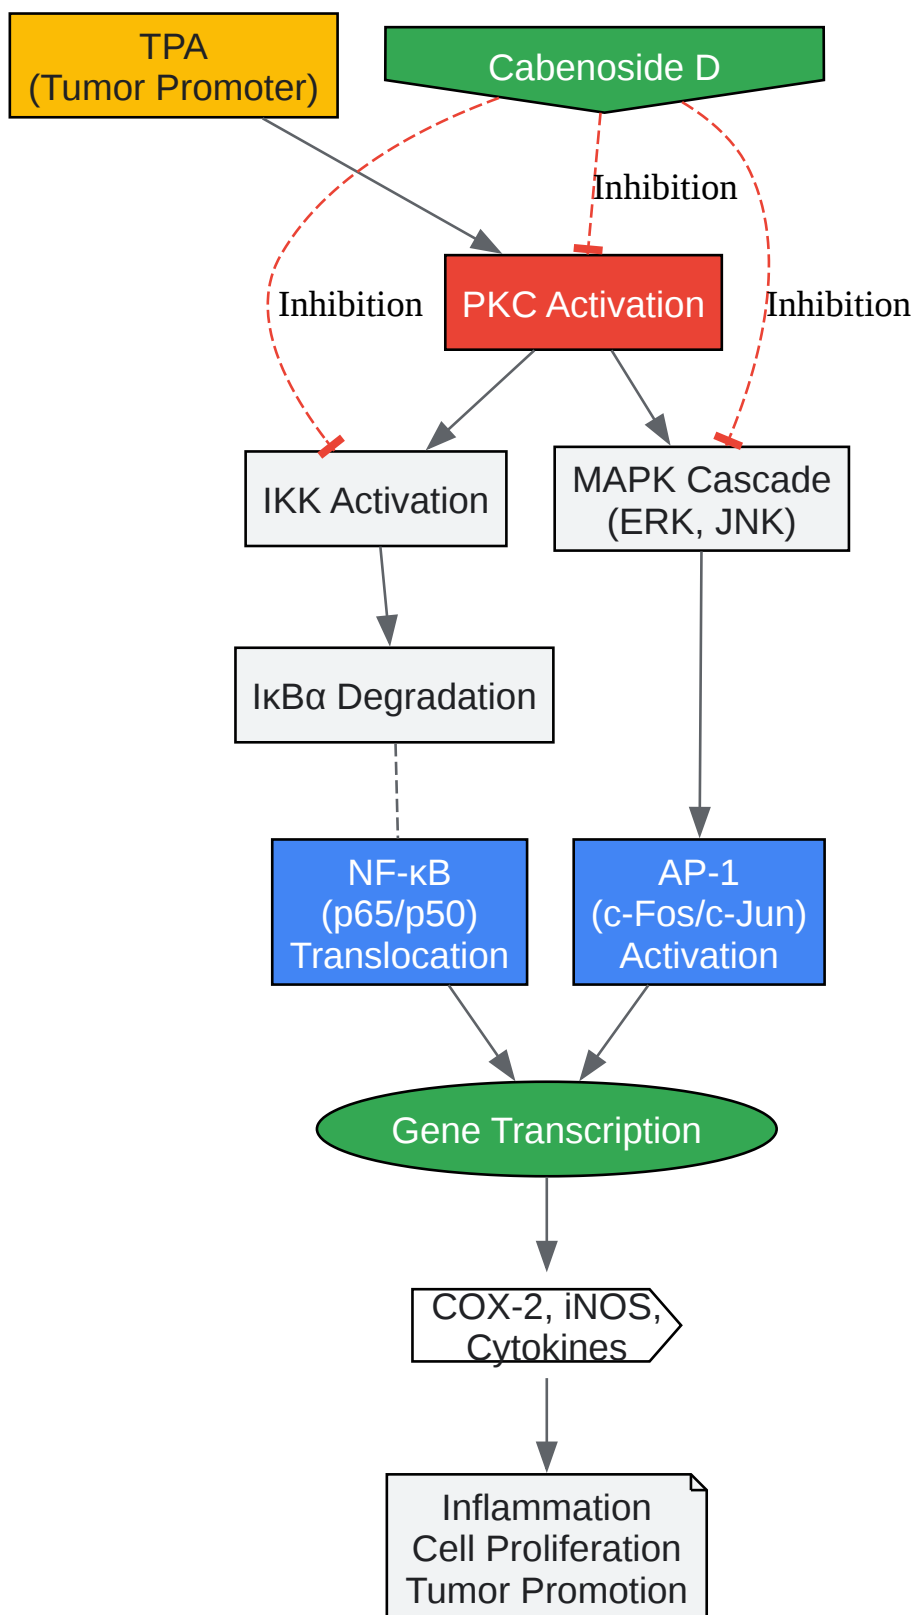 TPA
(Tumor Promoter)
Cabenoside D
Inhibition
Inhibition
Inhibition
PKC Activation
IKK Activation
MAPK Cascade
(ERK, JNK)
IκBα Degradation
NF-κB
(p65/p50)
Translocation
AP-1
(c-Fos/c-Jun)
Activation
Gene Transcription
COX-2, iNOS,
Cytokines
Inflammation
Cell Proliferation
Tumor Promotion